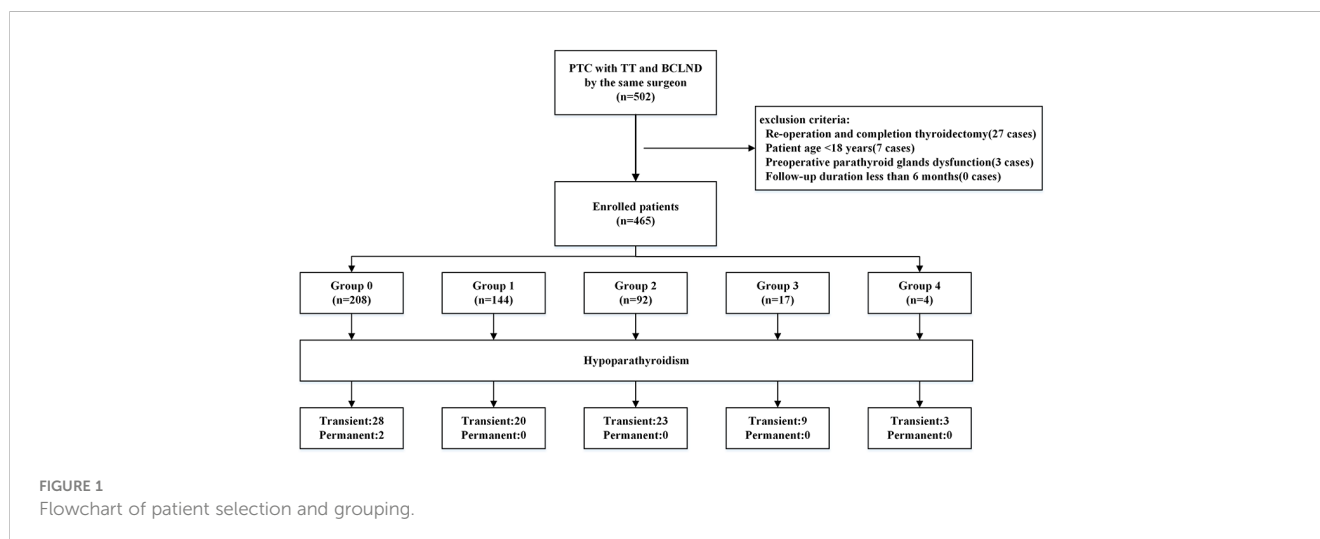 PTC with TT and BCLND
by the same surgeon
(n=502)
exclusion criteria:
Re-operation and completion thyroidectomy(27 cases)
Patient age <18 years(7 cases)
Preoperative parathyroid glands dysfunction(3 cases)
Follow-up duration less than 6 months(0 cases)
Enrolled patients
(n=465)
Group 0
(n=208)
Group 1
(n=144)
Group 2
(n=92)
Group 3
(n=17)
Group 4
(n=4)
Hypoparathyroidism
Transient:28
Permanent:2
Transient:20
Permanent:0
Transient:23
Permanent:0
Transient:9
Permanent:0
Transient:3
Permanent:0
FIGURE 1
Flowchart of patient selection and grouping.